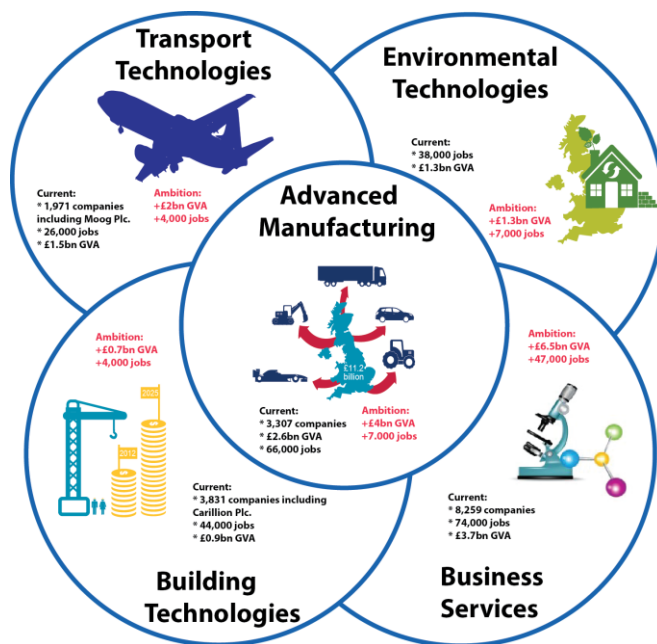 Transport
Technologies
Current:
* 1,971 companies
including Moog Plc.
* 26,000 jobs
* £1.5bn GVA
Ambition:
+£2bn GVA
+4,000 jobs
Environmental
Technologies
Current:
* 38,000 jobs
* £1.3bn GVA
Ambition:
+£1.3bn GVA
+7,000 jobs
Advanced
Manufacturing
£11.2
billion
Current:
* 3,307 companies
* £2.6bn GVA
* 66,000 jobs
Ambition:
+£4bn GVA
+7.000 jobs
Ambition:
+£0.7bn GVA
+4,000 jobs
2025
2012
Current:
* 3,831 companies including
Carillion Plc.
* 44,000 jobs
* £0.9bn GVA
Building
Technologies
Ambition:
+£6.5bn GVA
+47,000 jobs
Current:
* 8,259 companies
* 74,000 jobs
* £3.7bn GVA
Business
Services